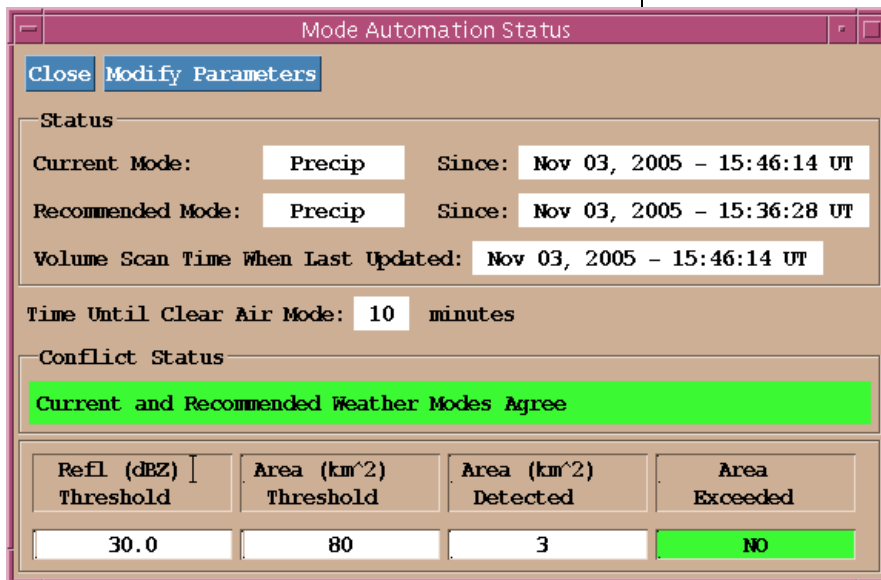 Mode Automation Status
Close Modify Parameters
Status
Current Mode: Precip Since: Nov 03, 2005 – 15:46:14 UT
Recommended Mode: Precip Since: Nov 03, 2005 – 15:36:28 UT
Volume Scan Time When Last Updated: Nov 03, 2005 – 15:46:14 UT
Time Until Clear Air Mode: 10 minutes
Conflict Status
Current and Recommended Weather Modes Agree
Refl (dBZ) Area (km^2) Area (km^2) Area
Threshold Threshold Detected Exceeded
30.0 80 3 NO